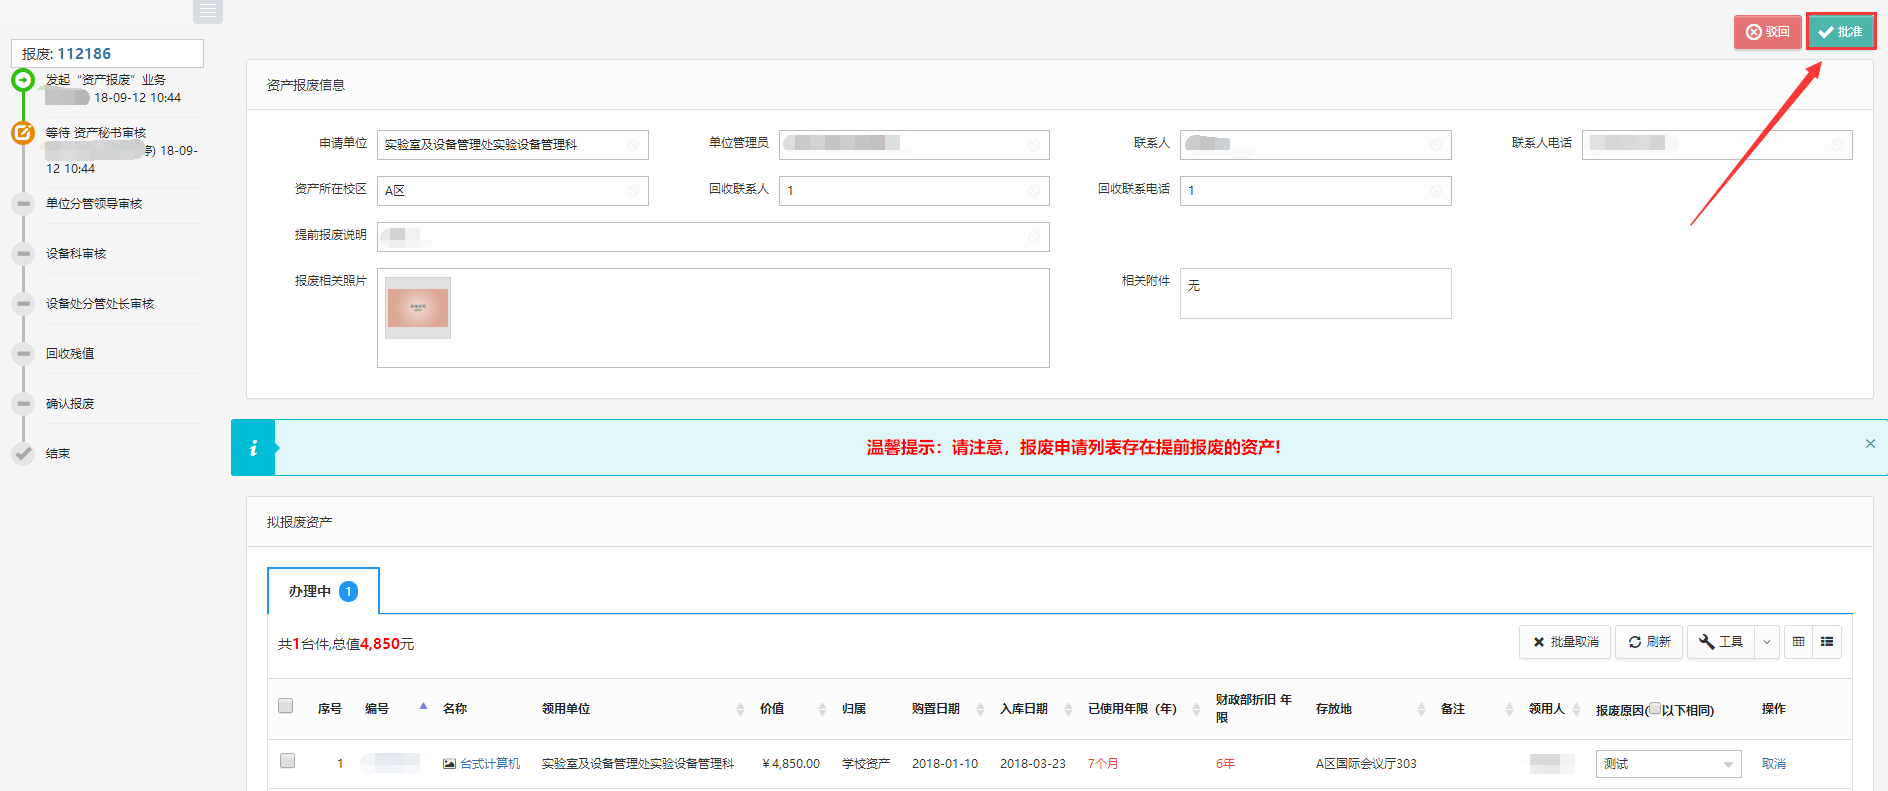 报废: 112186
发起“资产报废”业务
18-09-12 10:44
等待 资产秘书审核
) 18-09-
12 10:44
单位分管领导审核
设备科审核
设备处分管处长审核
回收残值
确认报废
结束
驳回 批准
资产报废信息
申请单位 实验室及设备管理处实验设备管理科 单位管理员 联系人 联系人电话
资产所在校区 A区 回收联系人 1 回收联系电话 1
提前报废说明
报废相关照片 相关附件 无
温馨提示：请注意，报废申请列表存在提前报废的资产!
拟报废资产
办理中 1
共1台件,总值4,850元 批量取消 刷新 工具
序号 编号 名称 领用单位 价值 归属 购置日期 入库日期 已使用年限（年） 财政部折旧 年限 存放地 备注 领用人 报废原因(以下相同) 操作
1 台式计算机 实验室及设备管理处实验设备管理科 ¥4,850.00 学校资产 2018-01-10 2018-03-23 7个月 6年 A区国际会议厅303 测试 取消